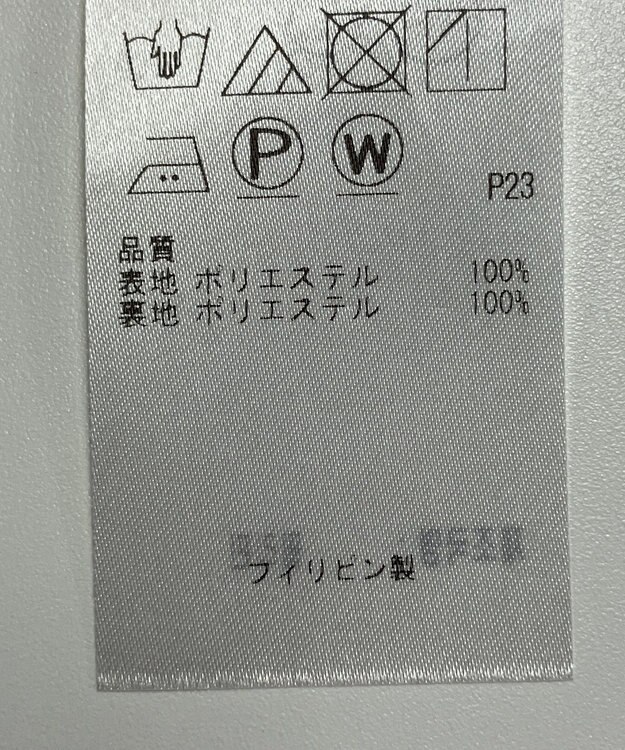 P W
P23
品質
表地 ポリエステル 100%
裏地 ポリエステル 100%
フィリピン製